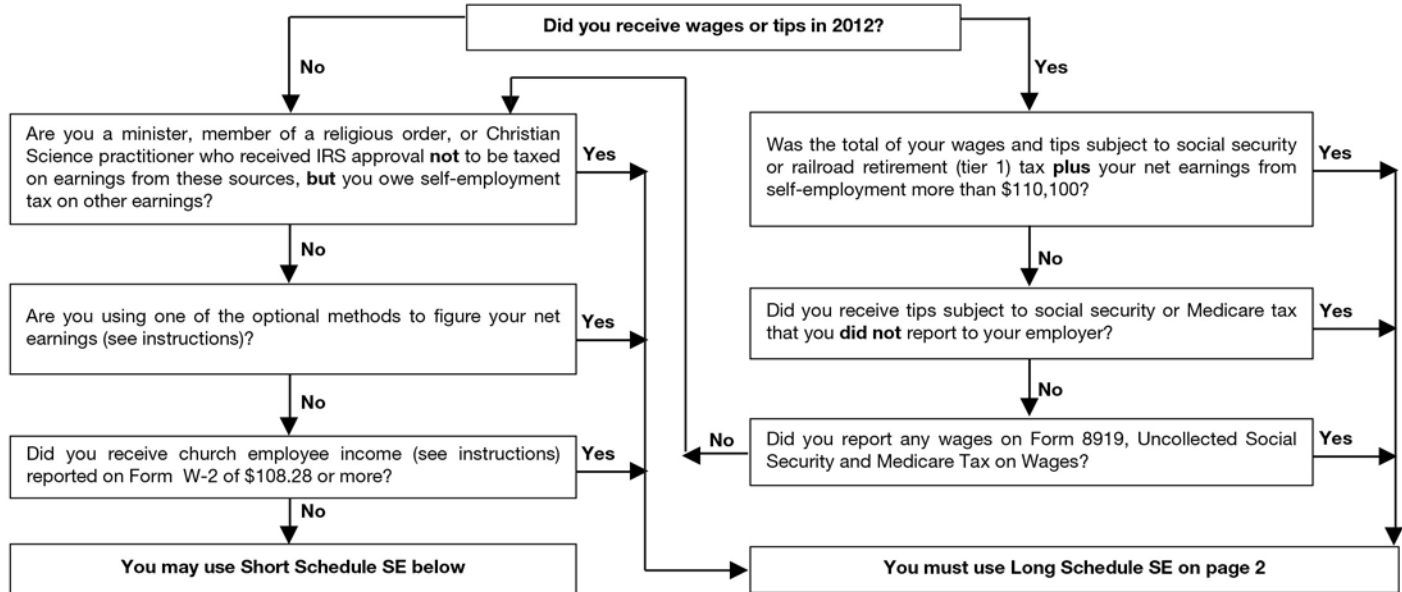 Did you receive wages or tips in 2012?
No
Yes
Are you a minister, member of a religious order, or Christian
Science practitioner who received IRS approval not to be taxed
on earnings from these sources, but you owe self-employment
tax on other earnings?
Yes
Was the total of your wages and tips subject to social security
or railroad retirement (tier 1) tax plus your net earnings from
self-employment more than $110,100?
Yes
No
No
Are you using one of the optional methods to figure your net
earnings (see instructions)?
Yes
Did you receive tips subject to social security or Medicare tax
that you did not report to your employer?
Yes
No
No
Did you receive church employee income (see instructions)
reported on Form W-2 of $108.28 or more?
Yes
No
Did you report any wages on Form 8919, Uncollected Social
Security and Medicare Tax on Wages?
Yes
No
You may use Short Schedule SE below
You must use Long Schedule SE on page 2